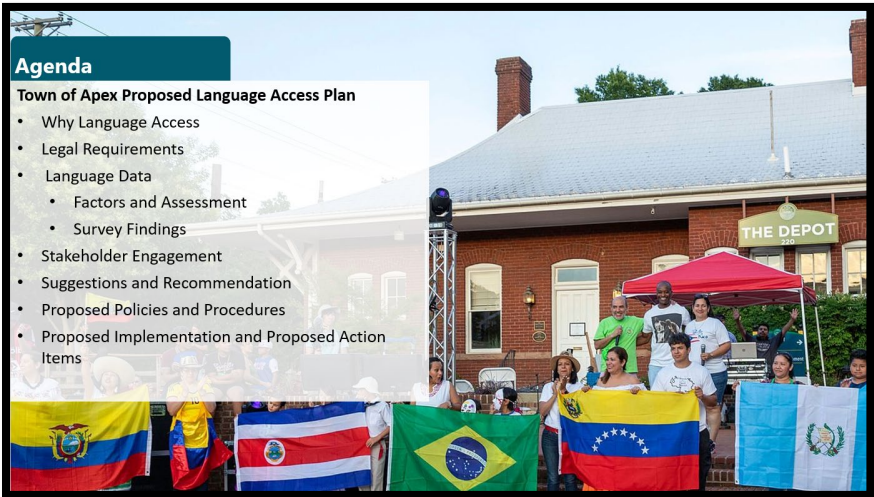 Agenda
Town of Apex Proposed Language Access Plan
• Why Language Access
• Legal Requirements
• Language Data
• Factors and Assessment
• Survey Findings
• Stakeholder Engagement
• Suggestions and Recommendation
• Proposed Policies and Procedures
• Proposed Implementation and Proposed Action
Items
THE DEPOT
220